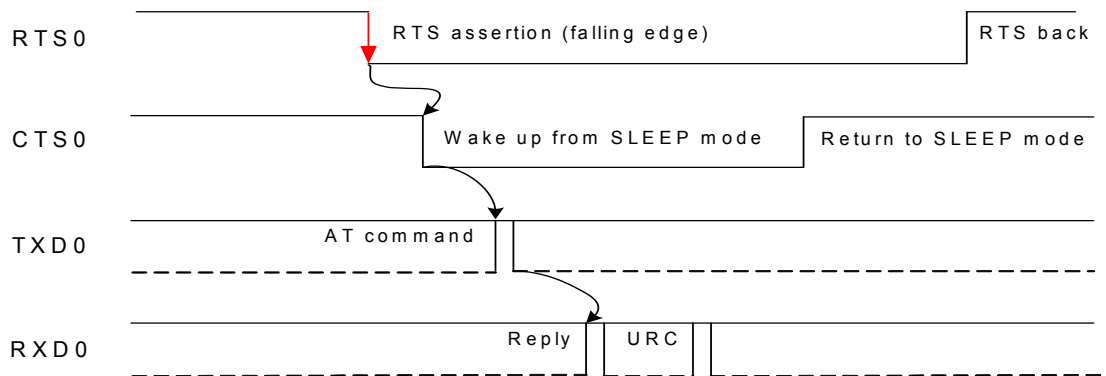 RTS0
RTS assertion (falling edge)
RTS back
CTS0
Wake up from SLEEP mode
Return to SLEEP mode
TXD0
AT command
RXD0
Reply
URC